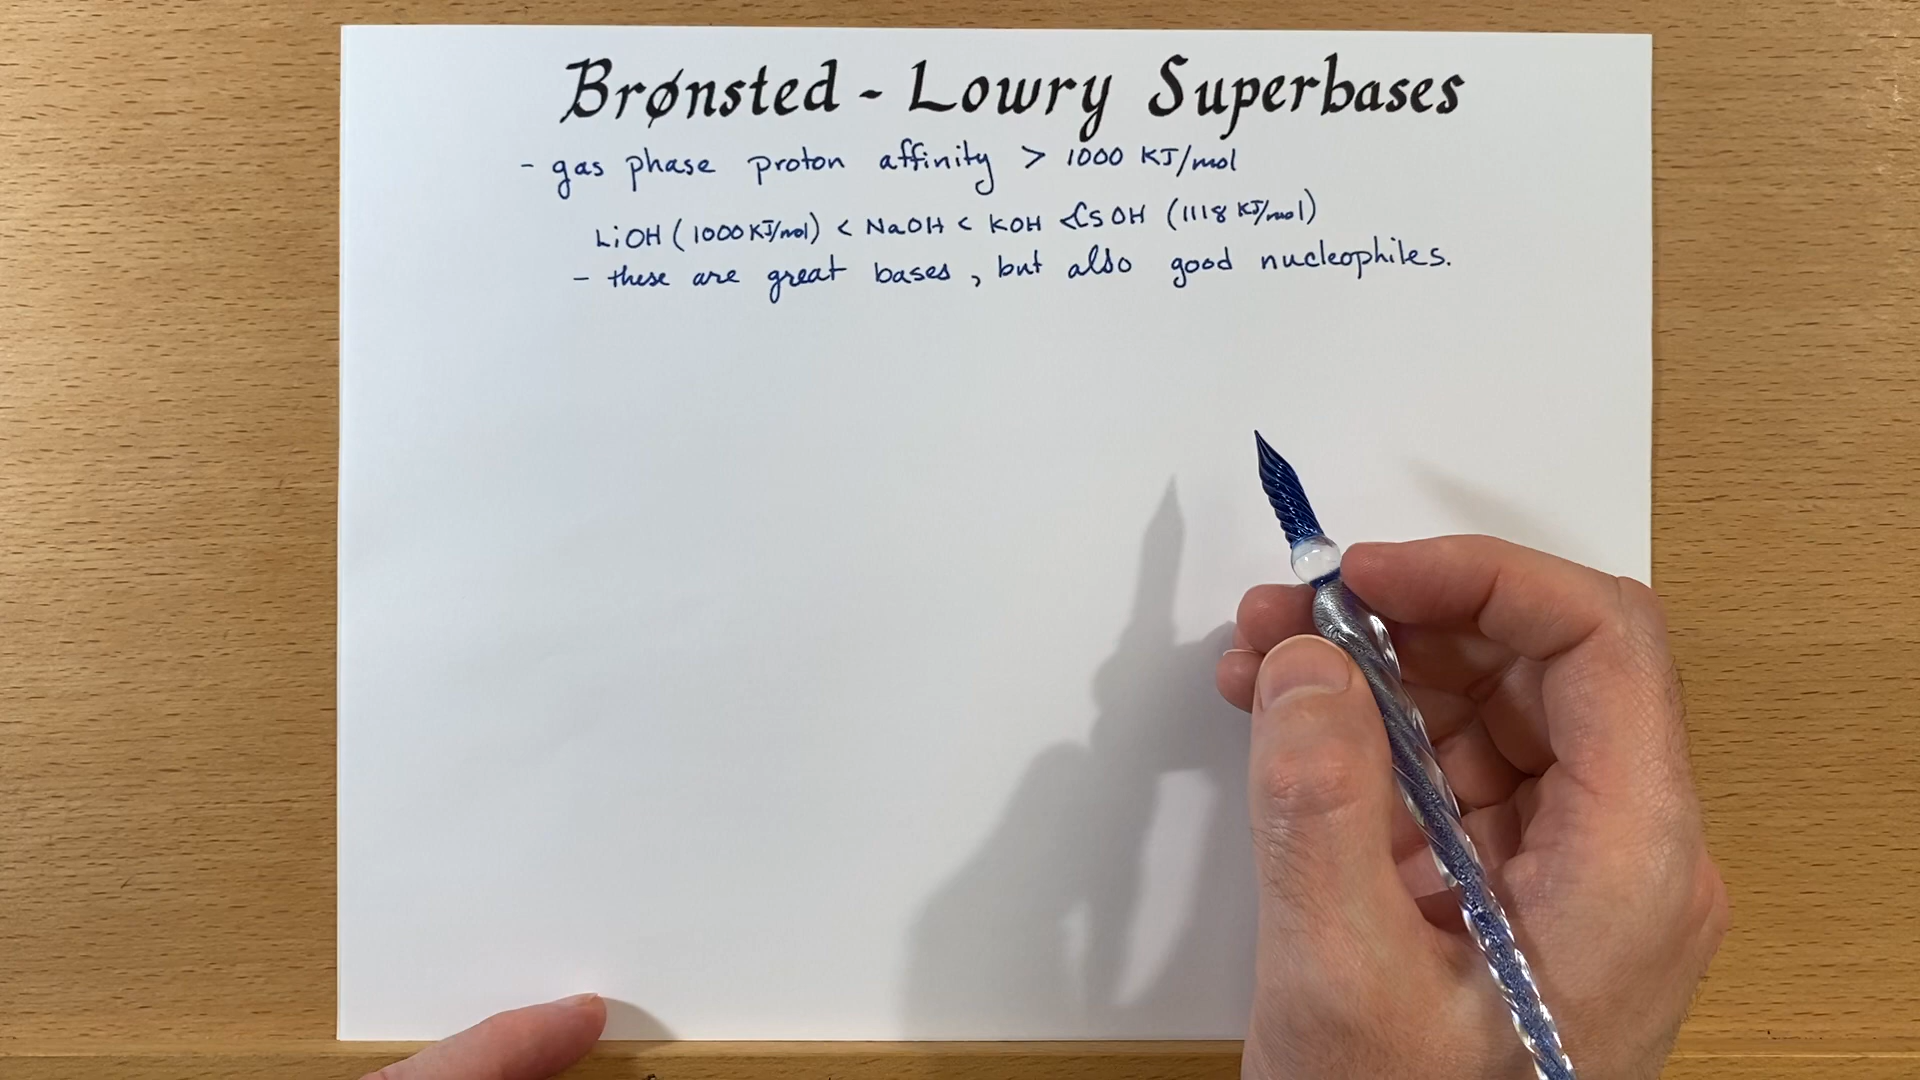 Brønsted - Lowry Superbases
- gas phase proton affinity > 1000 KJ/mol
LiOH (1000 KJ/mol) < NaOH < KOH < CsOH (1118 KJ/mol)
- these are great bases, but also good nucleophiles.